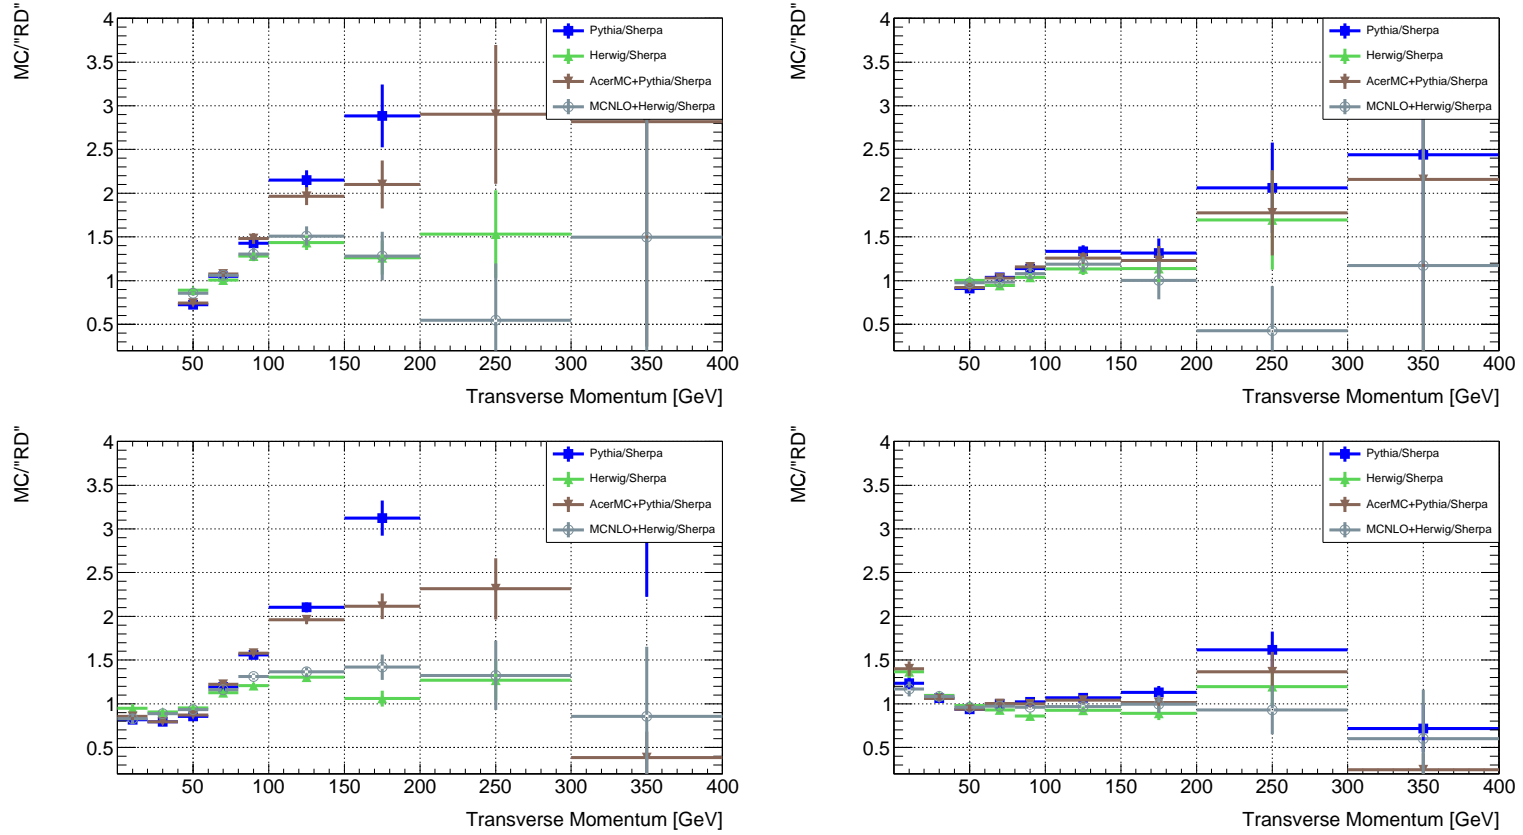 MC/"RD"
4
3.5
3
2.5
2
1.5
1
0.5
Pythia/Sherpa
Herwig/Sherpa
AcerMC+Pythia/Sherpa
MCNLO+Herwig/Sherpa
50 100 150 200 250 300 350 400
Transverse Momentum [GeV]
MC/"RD"
4
3.5
3
2.5
2
1.5
1
0.5
Pythia/Sherpa
Herwig/Sherpa
AcerMC+Pythia/Sherpa
MCNLO+Herwig/Sherpa
50 100 150 200 250 300 350 400
Transverse Momentum [GeV]
MC/"RD"
4
3.5
3
2.5
2
1.5
1
0.5
Pythia/Sherpa
Herwig/Sherpa
AcerMC+Pythia/Sherpa
MCNLO+Herwig/Sherpa
50 100 150 200 250 300 350 400
Transverse Momentum [GeV]
MC/"RD"
4
3.5
3
2.5
2
1.5
1
0.5
Pythia/Sherpa
Herwig/Sherpa
AcerMC+Pythia/Sherpa
MCNLO+Herwig/Sherpa
50 100 150 200 250 300 350 400
Transverse Momentum [GeV]